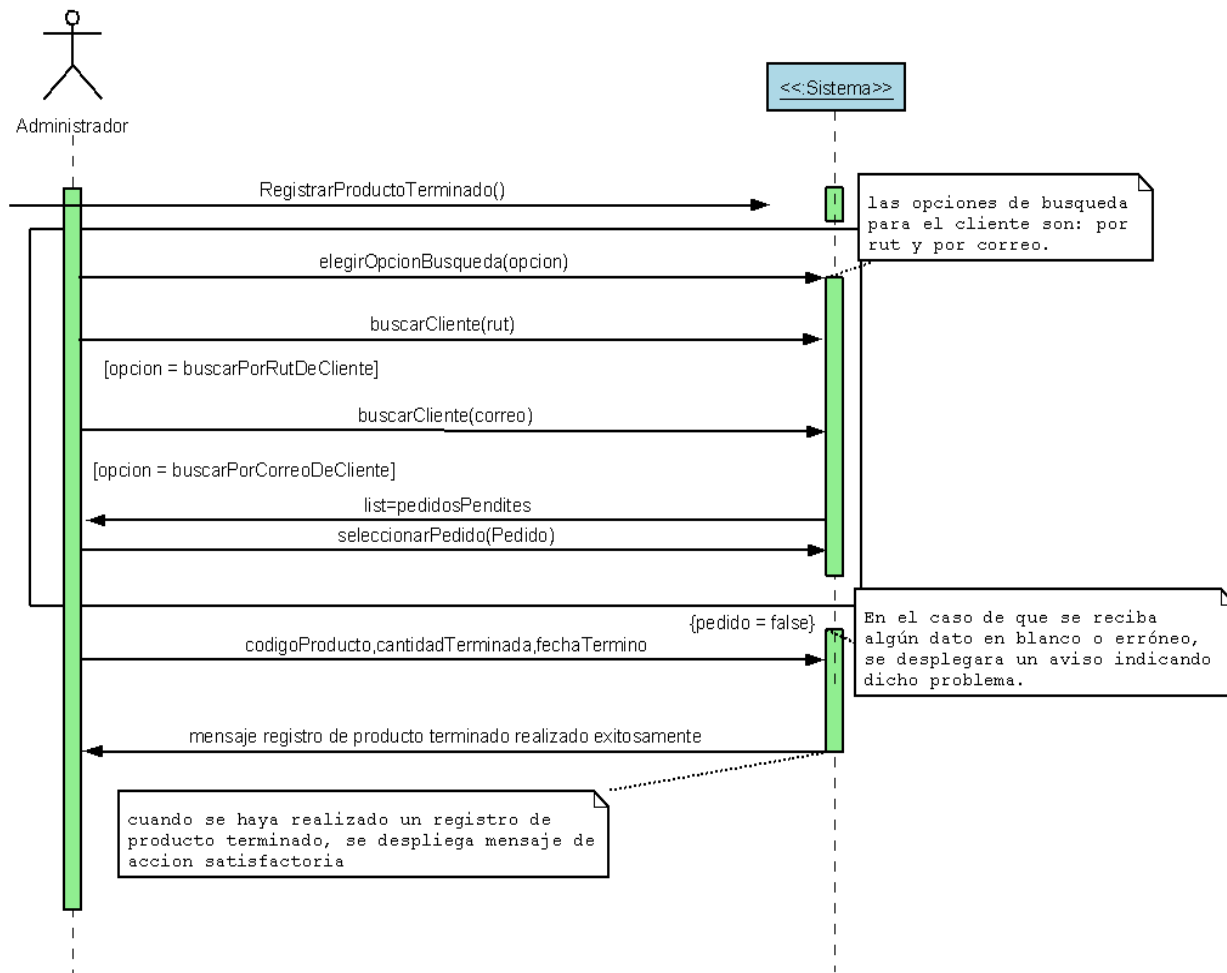 <<:Sistema>>
Administrador
RegistrarProductoTerminado()
las opciones de busqueda
para el cliente son: por
rut y por correo.
elegirOpcionBusqueda(opcion)
buscarCliente(rut)
[opcion = buscarPorRutDeCliente]
buscarCliente(correo)
[opcion = buscarPorCorreoDeCliente]
list=pedidosPendites
seleccionarPedido(Pedido)
{pedido = false}
En el caso de que se reciba
algún dato en blanco o erróneo,
se desplegara un aviso indicando
dicho problema.
codigoProducto,cantidadTerminada,fechaTermino
mensaje registro de producto terminado realizado exitosamente
cuando se haya realizado un registro de
producto terminado, se despliega mensaje de
accion satisfactoria